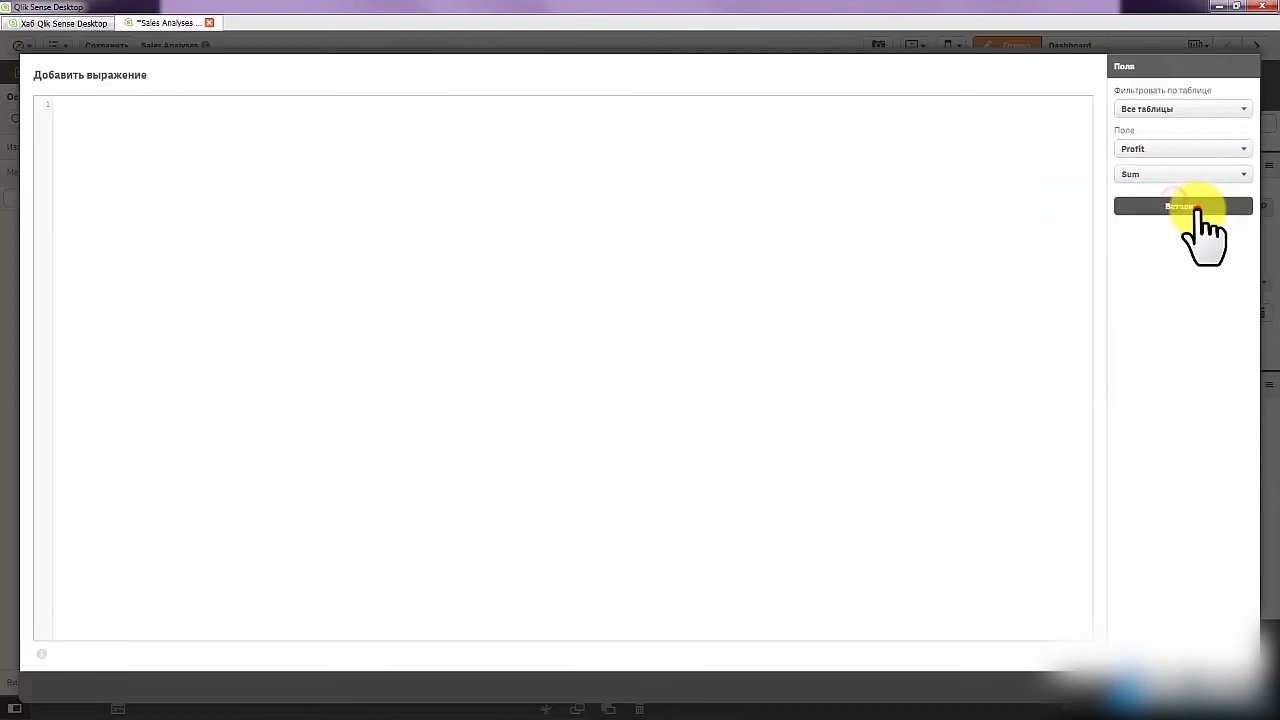 Qlik Sense Desktop
Хаб Qlik Sense Desktop
*Sales Analyses ...
Сохранить
Sales Analyses
Готово
Dashboard
Добавить выражение
1
Поля
Фильтровать по таблице
Все таблицы
Поле
Profit
Sum